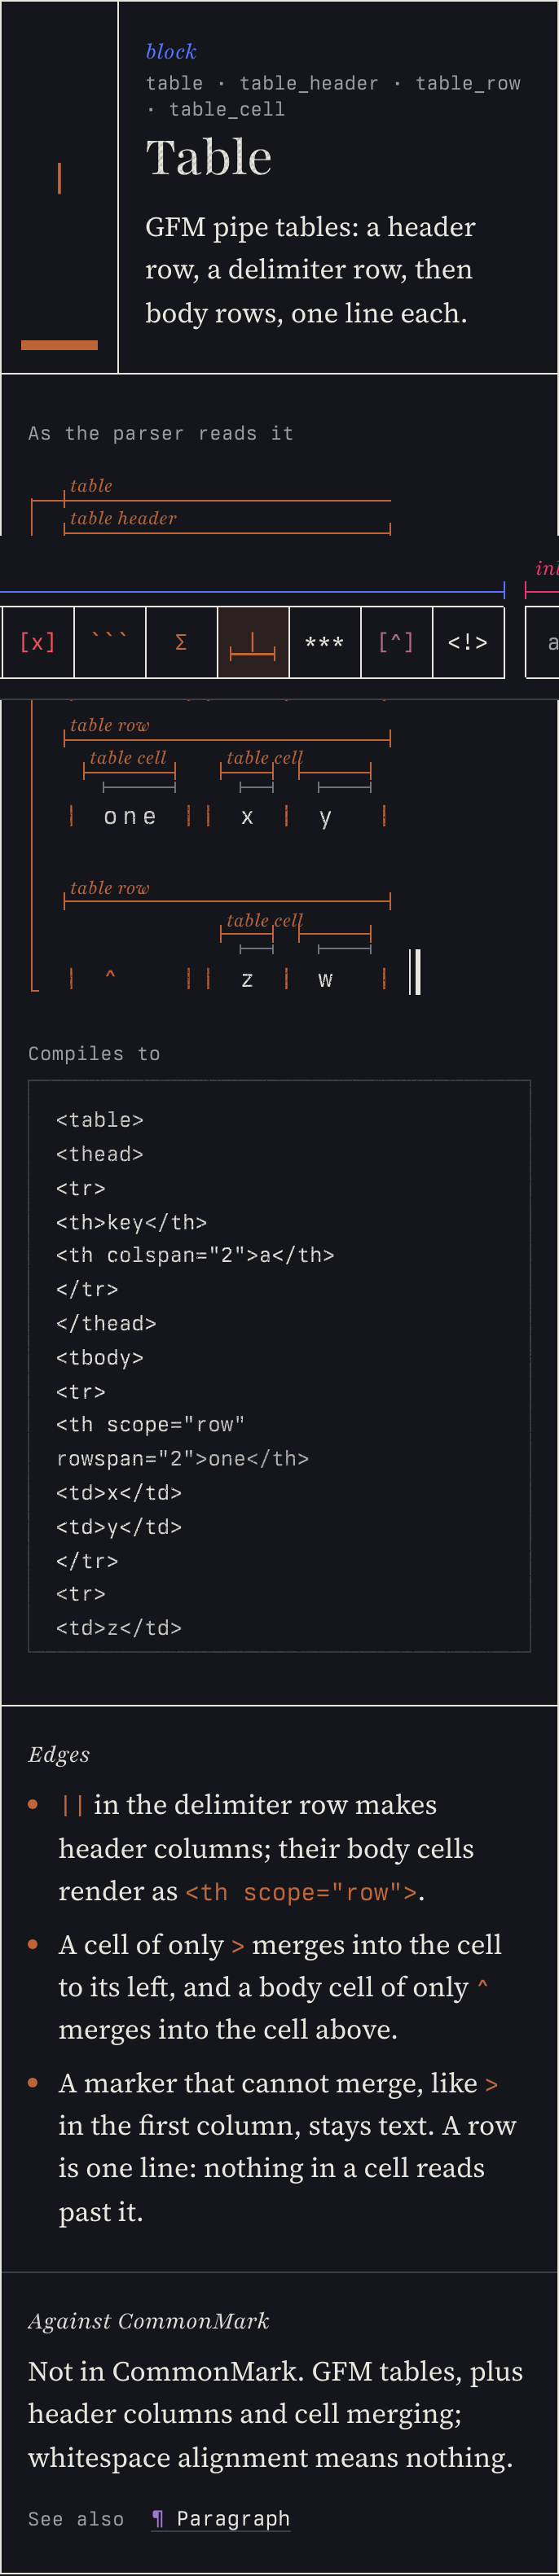 block
table · table_header · table_row
· table_cell
|
Table
GFM pipe tables: a header
row, a delimiter row, then
body rows, one line each.
As the parser reads it
table
table header
[x] ``` Σ | *** [^] <!>
table row
table cell table cell
| one || x | y |
table row
table cell
| ^ || z | w |
Compiles to
<table>
<thead>
<tr>
<th>key</th>
<th colspan="2">a</th>
</tr>
</thead>
<tbody>
<tr>
<th scope="row"
rowspan="2">one</th>
<td>x</td>
<td>y</td>
</tr>
<tr>
<td>z</td>
Edges
• || in the delimiter row makes
header columns; their body cells
render as <th scope="row">.
• A cell of only > merges into the cell
to its left, and a body cell of only ^
merges into the cell above.
• A marker that cannot merge, like >
in the first column, stays text. A row
is one line: nothing in a cell reads
past it.
Against CommonMark
Not in CommonMark. GFM tables, plus
header columns and cell merging;
whitespace alignment means nothing.
See also ¶ Paragraph